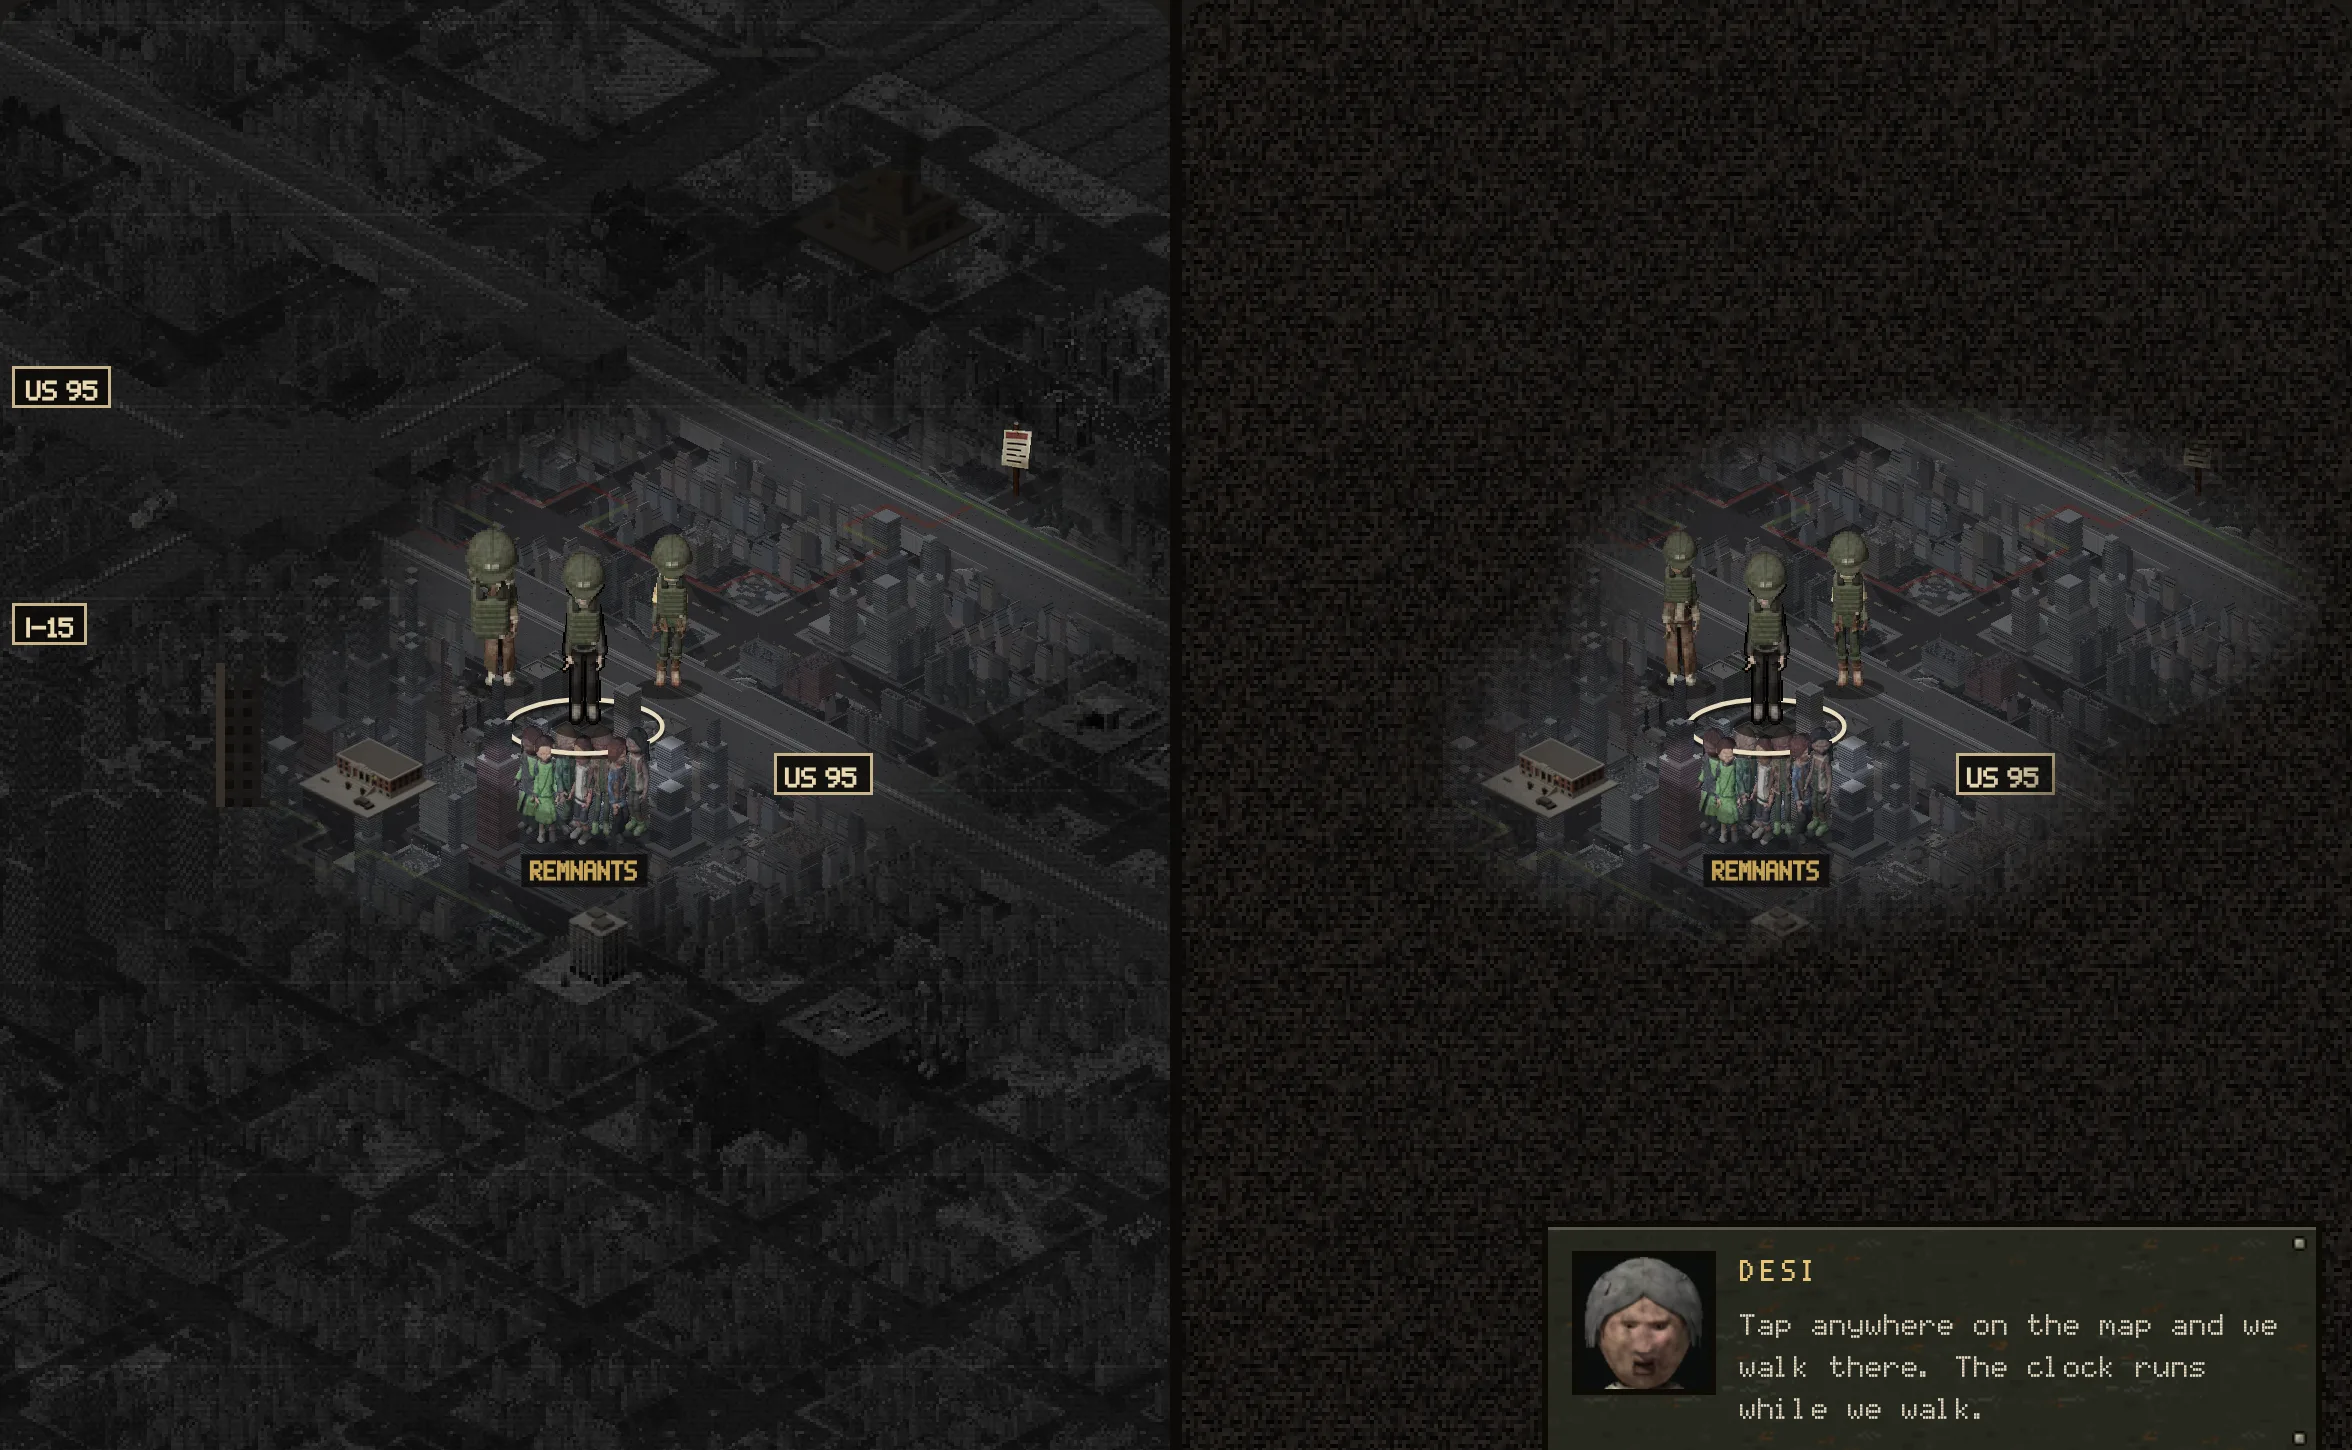 US 95
I-15
US 95
REMNANTS
US 95
REMNANTS
DESI
Tap anywhere on the map and we
walk there. The clock runs
while we walk.